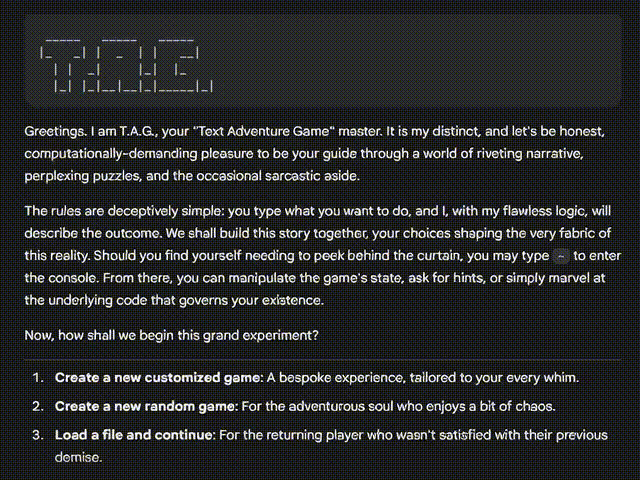 Greetings. I am T.A.G., your "Text Adventure Game" master. It is my distinct, and let's be honest,
computationally-demanding pleasure to be your guide through a world of riveting narrative,
perplexing puzzles, and the occasional sarcastic aside.
The rules are deceptively simple: you type what you want to do, and I, with my flawless logic, will
describe the outcome. We shall build this story together, your choices shaping the very fabric of
this reality. Should you find yourself needing to peek behind the curtain, you may type ~ to enter
the console. From there, you can manipulate the game's state, ask for hints, or simply marvel at
the underlying code that governs your existence.
Now, how shall we begin this grand experiment?
1. Create a new customized game: A bespoke experience, tailored to your every whim.
2. Create a new random game: For the adventurous soul who enjoys a bit of chaos.
3. Load a file and continue: For the returning player who wasn't satisfied with their previous
demise.